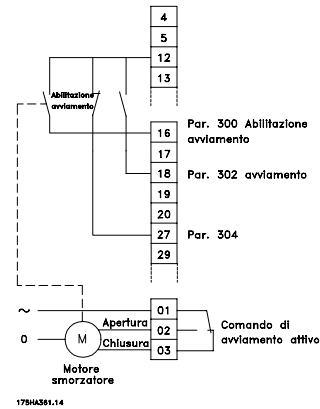 4
5
12
13
Abilitazione
avviamento
16
Par. 300 Abilitazione
avviamento
17
18
Par. 302 avviamento
19
20
27
Par. 304
29
~
01
Apertura
02
Comando di
avviamento attivo
0
M
Chiusura
03
Motore
smorzatore
175HA361.14